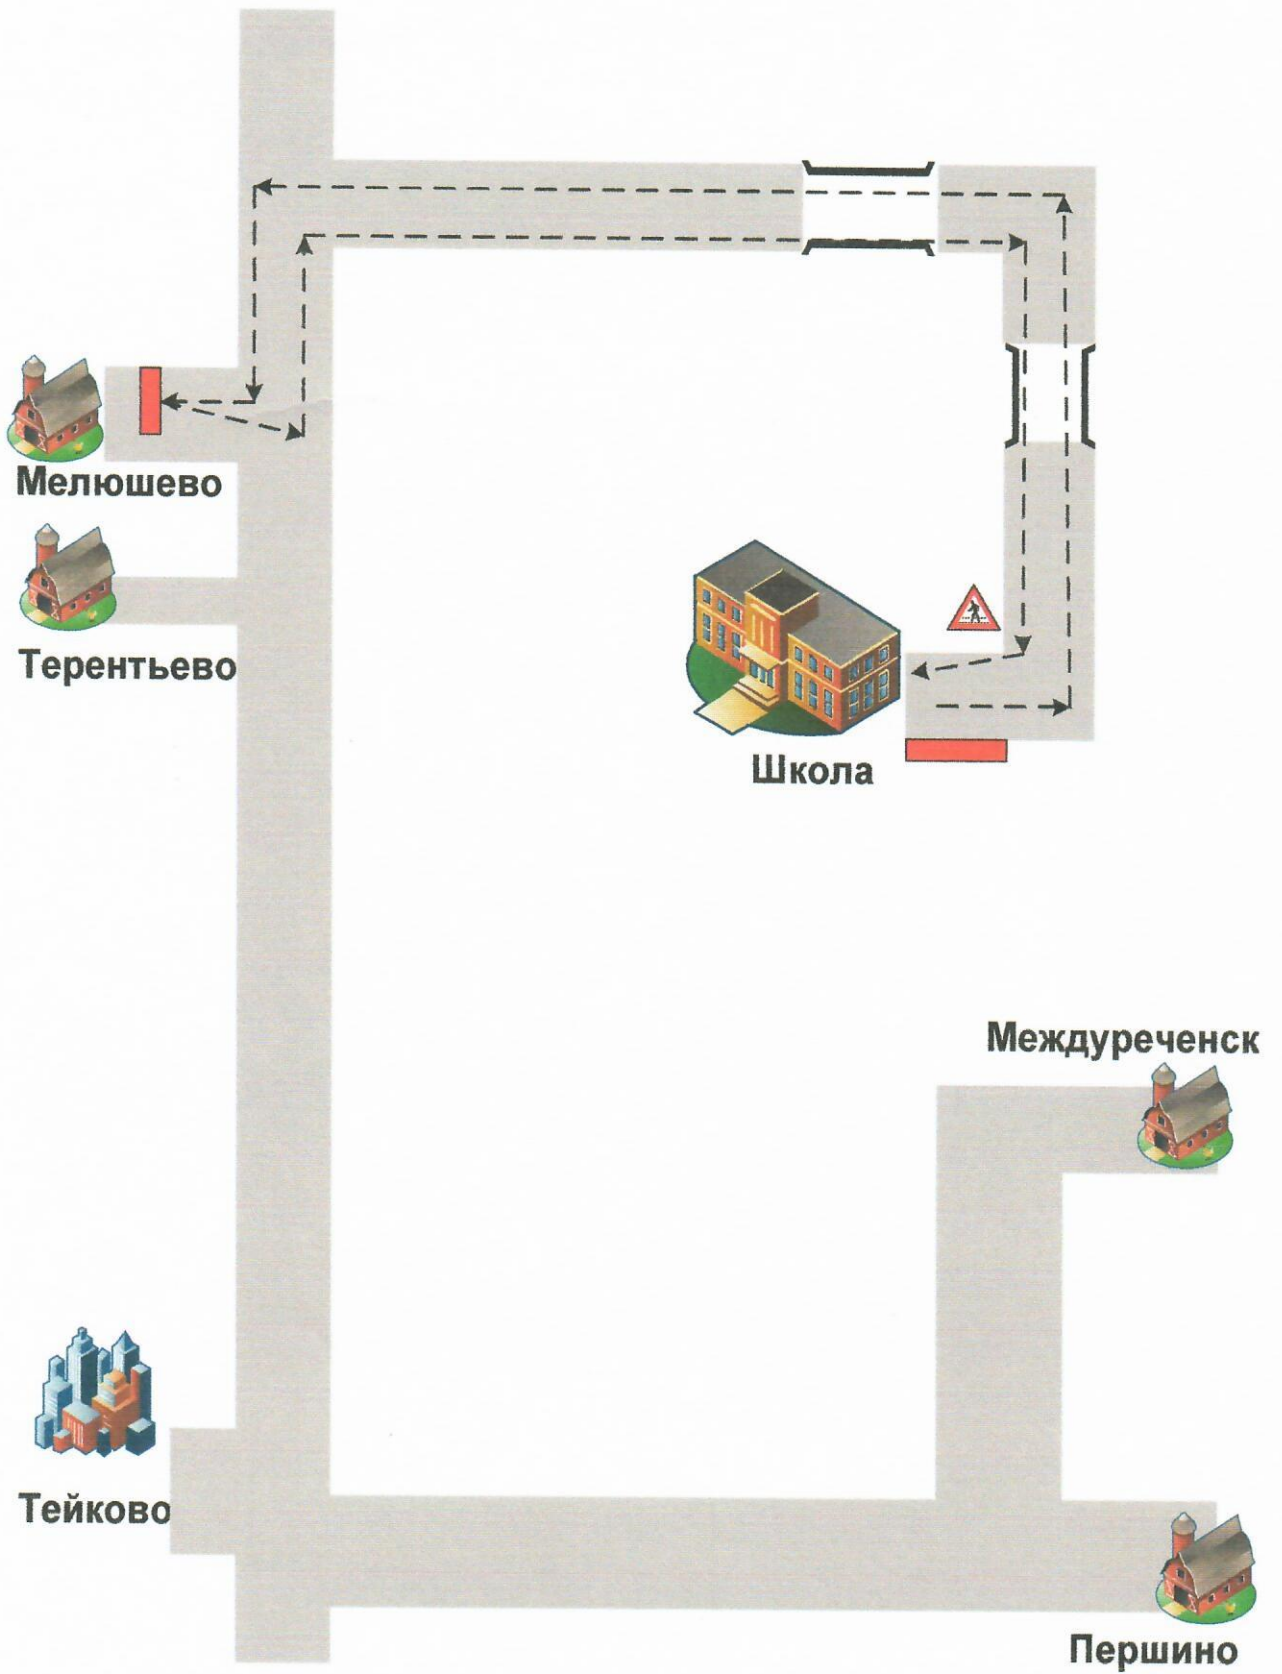 Мелюшево
Терентьево
Школа
Междуреченск
Тейково
Першино